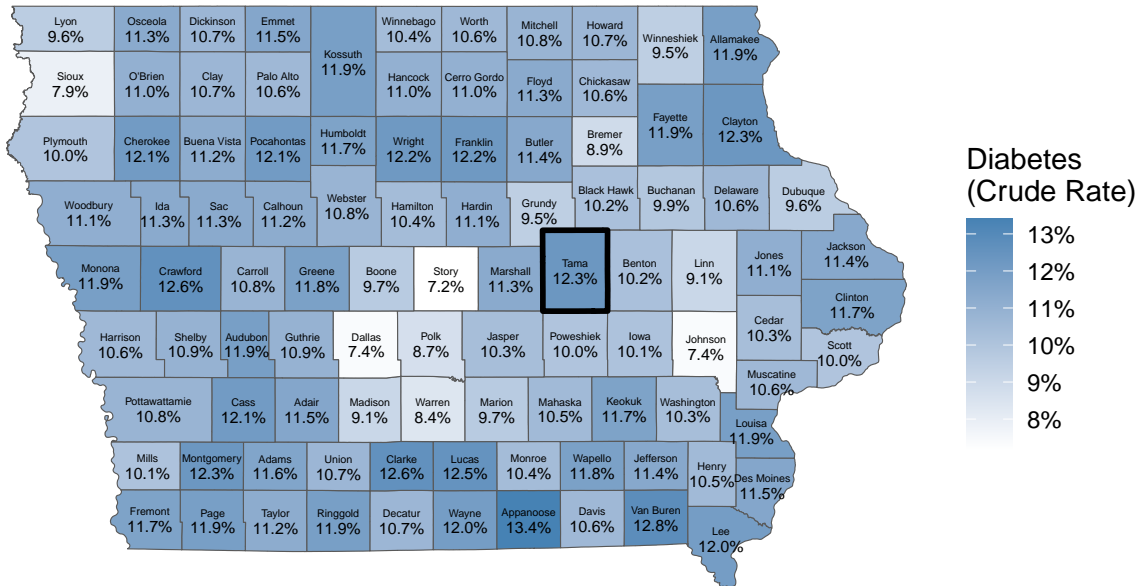 Lyon
9.6%
Osceola
11.3%
Dickinson
10.7%
Emmet
11.5%
Kossuth
11.9%
Winnebago
10.4%
Worth
10.6%
Mitchell
10.8%
Howard
10.7%
Winneshiek
9.5%
Allamakee
11.9%
Sioux
7.9%
O'Brien
11.0%
Clay
10.7%
Palo Alto
10.6%
Hancock
11.0%
Cerro Gordo
11.0%
Floyd
11.3%
Chickasaw
10.6%
Fayette
11.9%
Clayton
12.3%
Plymouth
10.0%
Cherokee
12.1%
Buena Vista
11.2%
Pocahontas
12.1%
Humboldt
11.7%
Wright
12.2%
Franklin
12.2%
Butler
11.4%
Bremer
8.9%
Woodbury
11.1%
Ida
11.3%
Sac
11.3%
Calhoun
11.2%
Webster
10.8%
Hamilton
10.4%
Hardin
11.1%
Grundy
9.5%
Black Hawk
10.2%
Buchanan
9.9%
Delaware
10.6%
Dubuque
9.6%
Monona
11.9%
Crawford
12.6%
Carroll
10.8%
Greene
11.8%
Boone
9.7%
Story
7.2%
Marshall
11.3%
Tama
12.3%
Benton
10.2%
Linn
9.1%
Jones
11.1%
Jackson
11.4%
Clinton
11.7%
Harrison
10.6%
Shelby
10.9%
Audubon
11.9%
Guthrie
10.9%
Dallas
7.4%
Polk
8.7%
Jasper
10.3%
Poweshiek
10.0%
Iowa
10.1%
Johnson
7.4%
Cedar
10.3%
Scott
10.0%
Muscatine
10.6%
Pottawattamie
10.8%
Cass
12.1%
Adair
11.5%
Madison
9.1%
Warren
8.4%
Marion
9.7%
Mahaska
10.5%
Keokuk
11.7%
Washington
10.3%
Louisa
11.9%
Mills
10.1%
Montgomery
12.3%
Adams
11.6%
Union
10.7%
Clarke
12.6%
Lucas
12.5%
Monroe
10.4%
Wapello
11.8%
Jefferson
11.4%
Henry
10.5%
Des Moines
11.5%
Fremont
11.7%
Page
11.9%
Taylor
11.2%
Ringgold
11.9%
Decatur
10.7%
Wayne
12.0%
Appanoose
13.4%
Davis
10.6%
Van Buren
12.8%
Lee
12.0%
Diabetes
(Crude Rate)
13%
12%
11%
10%
9%
8%